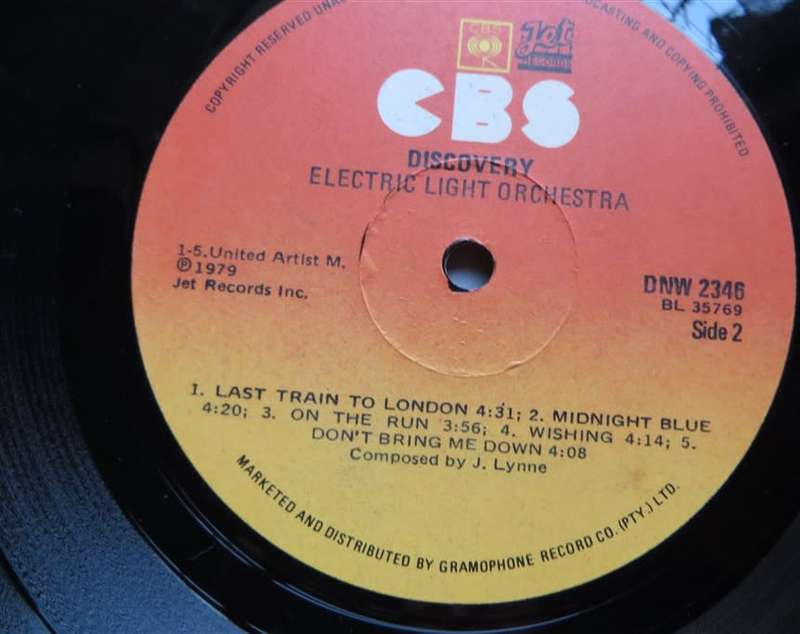 COPYRIGHT RESERVED
CASTING AND COPYING PROHIBITED
CBS
Jet
RECORDS
CBS
DISCOVERY
ELECTRIC LIGHT ORCHESTRA
1-5.United Artist M.
℗1979
Jet Records Inc.
DNW 2346
BL 35769
Side 2
1. LAST TRAIN TO LONDON 4:31; 2. MIDNIGHT BLUE
4:20; 3. ON THE RUN 3:56; 4. WISHING 4:14; 5.
DON'T BRING ME DOWN 4:08
Composed by J. Lynne
MARKETED AND DISTRIBUTED BY GRAMOPHONE RECORD CO. (PTY.) LTD.